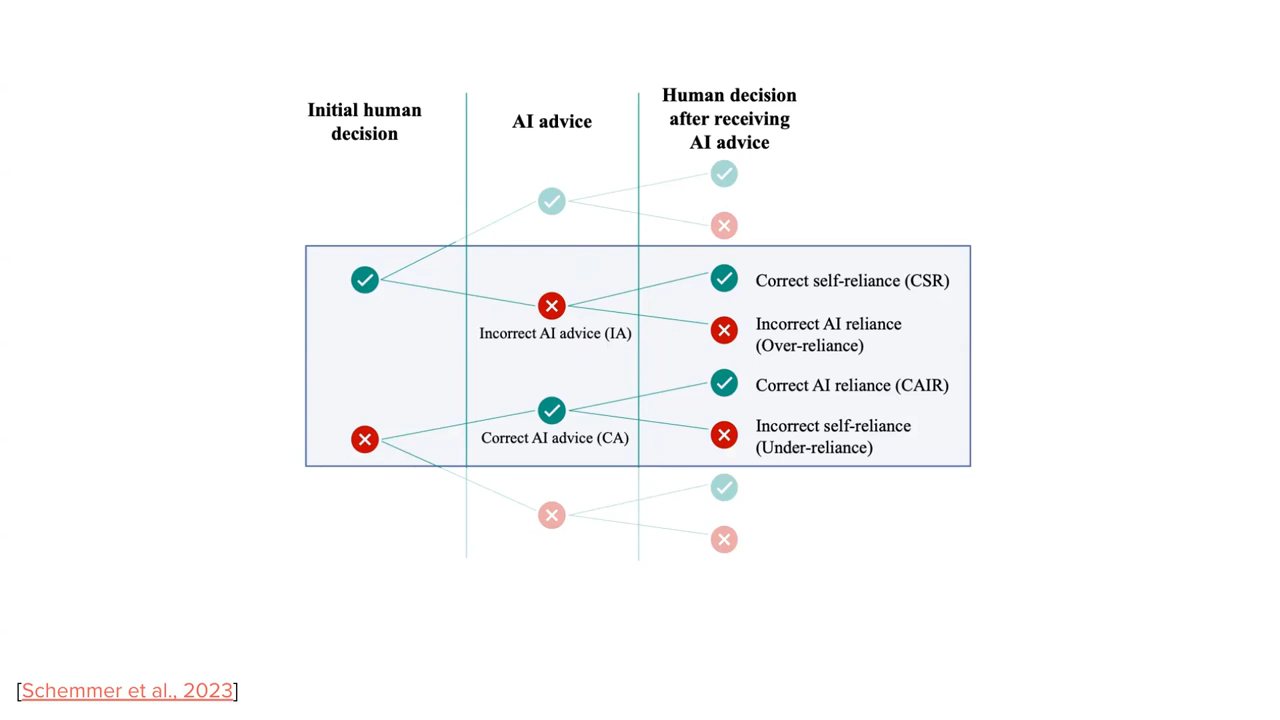 Initial human
decision
AI advice
Human decision
after receiving
AI advice
Correct self-reliance (CSR)
Incorrect AI advice (IA)
Incorrect AI reliance
(Over-reliance)
Correct AI reliance (CAIR)
Correct AI advice (CA)
Incorrect self-reliance
(Under-reliance)
[Schemmer et al., 2023]